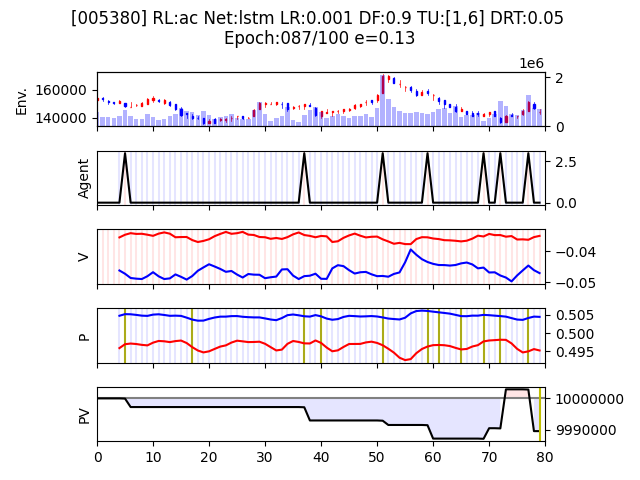 [005380] RL:ac Net:lstm LR:0.001 DF:0.9 TU:[1,6] DRT:0.05
Epoch:087/100 e=0.13
1e6
Env.
160000
140000
2
0
Agent
2.5
0.0
V
−0.04
−0.05
P
0.505
0.500
0.495
PV
10000000
9990000
0 10 20 30 40 50 60 70 80